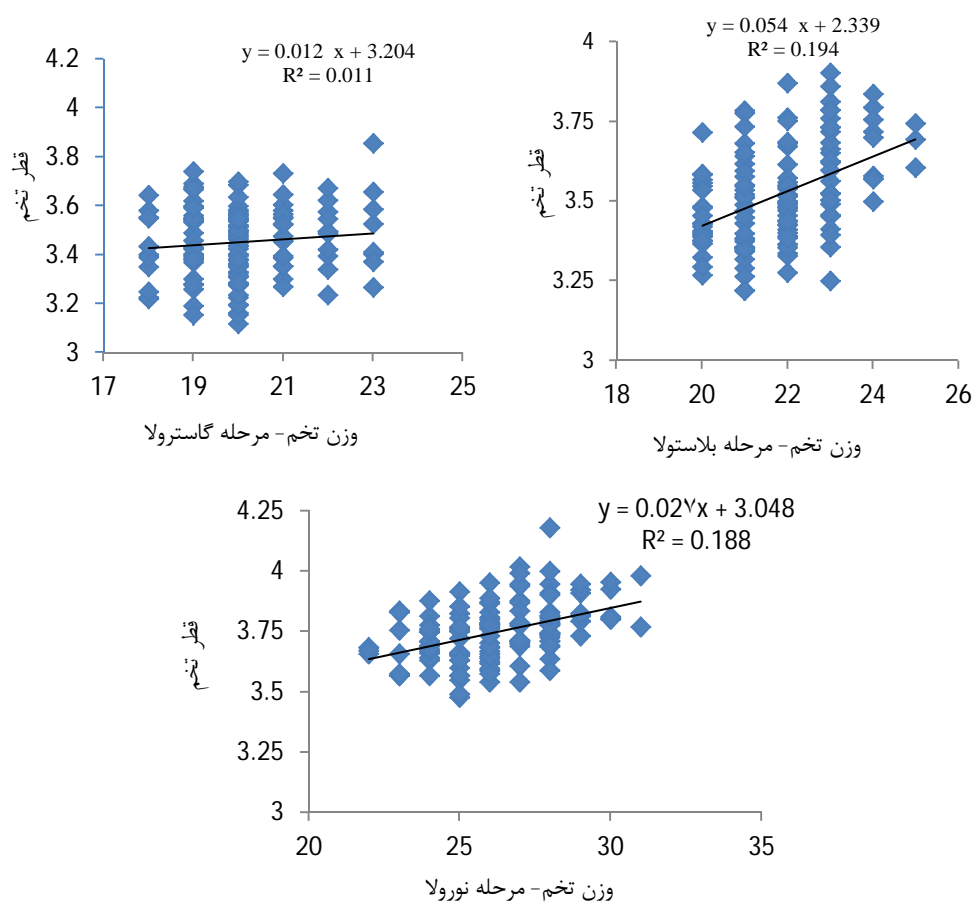 y = 0.012 x + 3.204
R² = 0.011
4.2
4
3.8
3.6
3.4
3.2
3
17
19
21
23
25
قطر تخم
وزن تخم- مرحله گاسترولا
y = 0.054 x + 2.339
R² = 0.194
4
3.75
3.5
3.25
3
18
20
22
24
26
قطر تخم
وزن تخم- مرحله بلاستولا
y = 0.02۷x + 3.048
R² = 0.188
4.25
4
3.75
3.5
3.25
3
20
25
30
35
قطر تخم
وزن تخم- مرحله نورولا